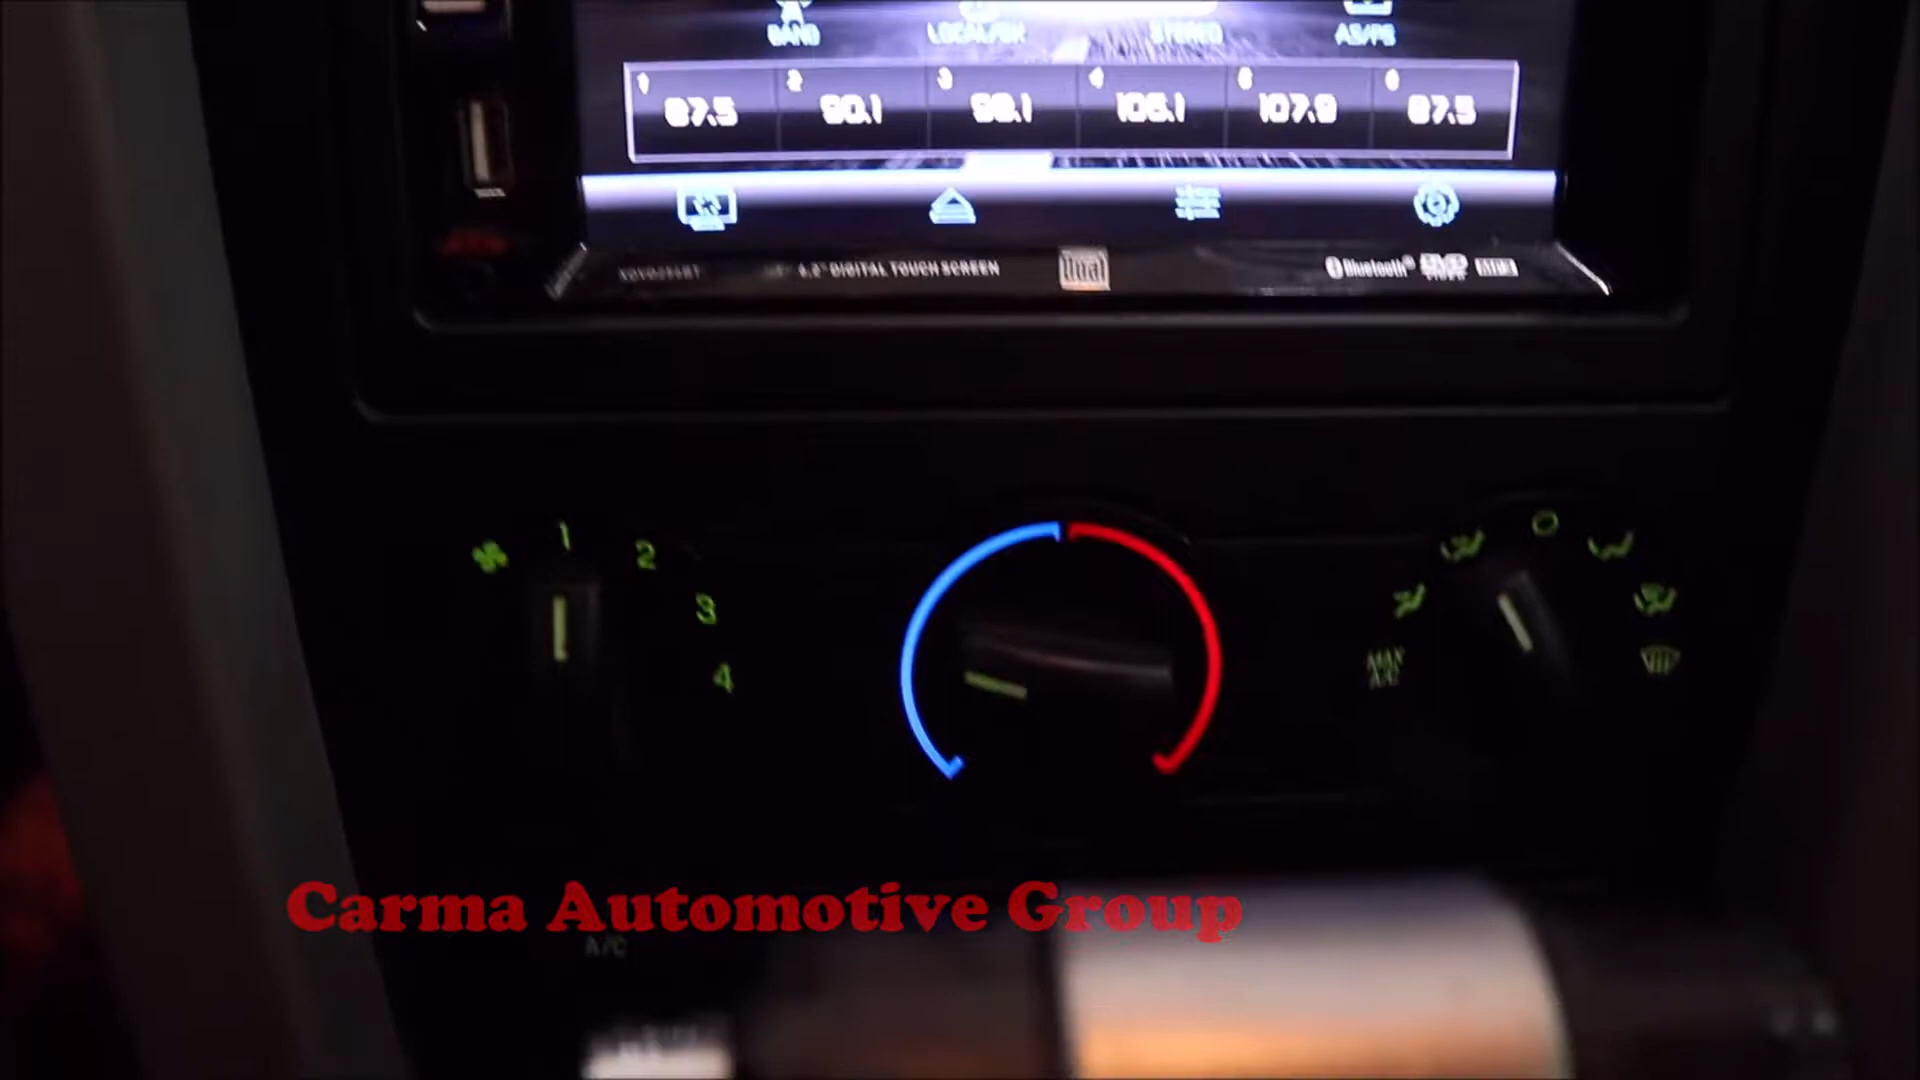 BAND LOCAL/DX STEREO AS/PS
1 2 3 4 5 6
87.5 90.1 98.1 106.1 107.9 87.5
6.2" DIGITAL TOUCH SCREEN Dual Bluetooth DVD VIDEO
1 2 3 4
MAX A/C
Carma Automotive Group
A/C